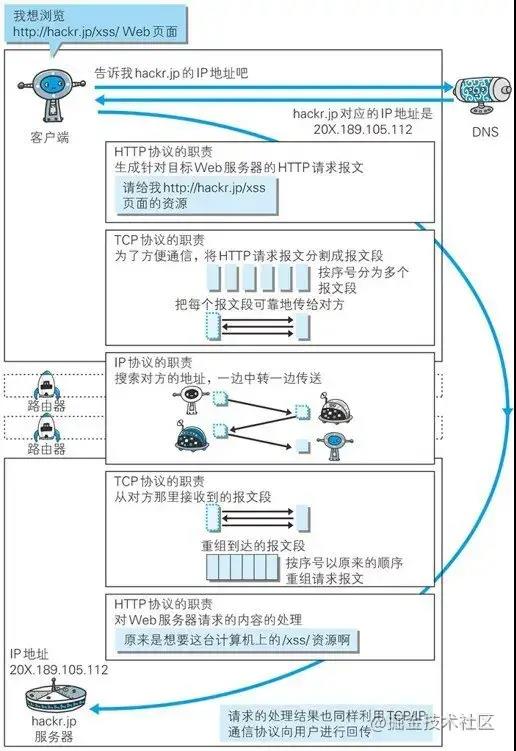 我想浏览
http://hackr.jp/xss/ Web 页面
告诉我hackr.jp 的 IP 地址吧
hackr.jp 对应的 IP 地址是
20X.189.105.112
客户端
DNS
HTTP协议的职责
生成针对目标Web服务器的HTTP请求报文
请给我http://hackr.jp/xss
页面的资源
TCP协议的职责
为了方便通信，将HTTP请求报文分割成报文段
按序号分为多个
报文段
把每个报文段可靠地传给对方
IP协议的职责
搜索对方的地址，一边中转一边传送
路由器
路由器
TCP协议的职责
从对方那里接收到的报文段
重组到达的报文段
按序号以原来的顺序
重组请求报文
HTTP协议的职责
对Web服务器请求的内容的处理
原来是想要这台计算机上的/xss/资源啊
IP地址
20X.189.105.112
hackr.jp
服务器
请求的处理结果也同样利用TCP/IP
通信协议向用户进行回传
@掘金技术社区